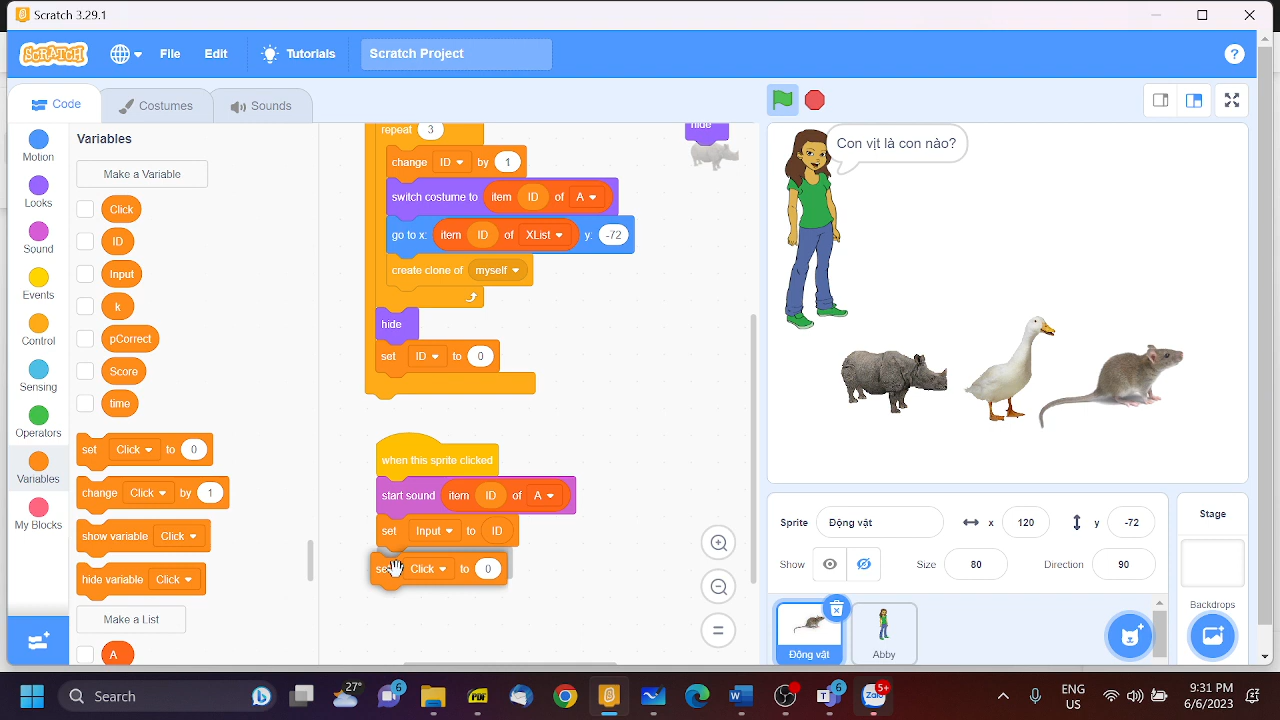 Scratch 3.29.1
SCRATCH
File
Edit
Tutorials
Scratch Project
?
Code
Costumes
Sounds
Motion
Looks
Sound
Events
Control
Sensing
Operators
Variables
My Blocks
Variables
Make a Variable
Click
ID
Input
k
pCorrect
Score
time
set Click to 0
change Click by 1
show variable Click
hide variable Click
Make a List
A
repeat 3
change ID by 1
switch costume to item ID of A
go to x: item ID of XList y: -72
create clone of myself
hide
set ID to 0
when this sprite clicked
start sound item ID of A
set Input to ID
set Click to 0
hide
Con vịt là con nào?
Sprite Động vật x 120 y -72
Show Size 80 Direction 90
Động vật
Abby
Stage
Backdrops
Search
27°
6
PDF
6
5+
Zalo
ENG
US
9:31 PM
6/6/2023